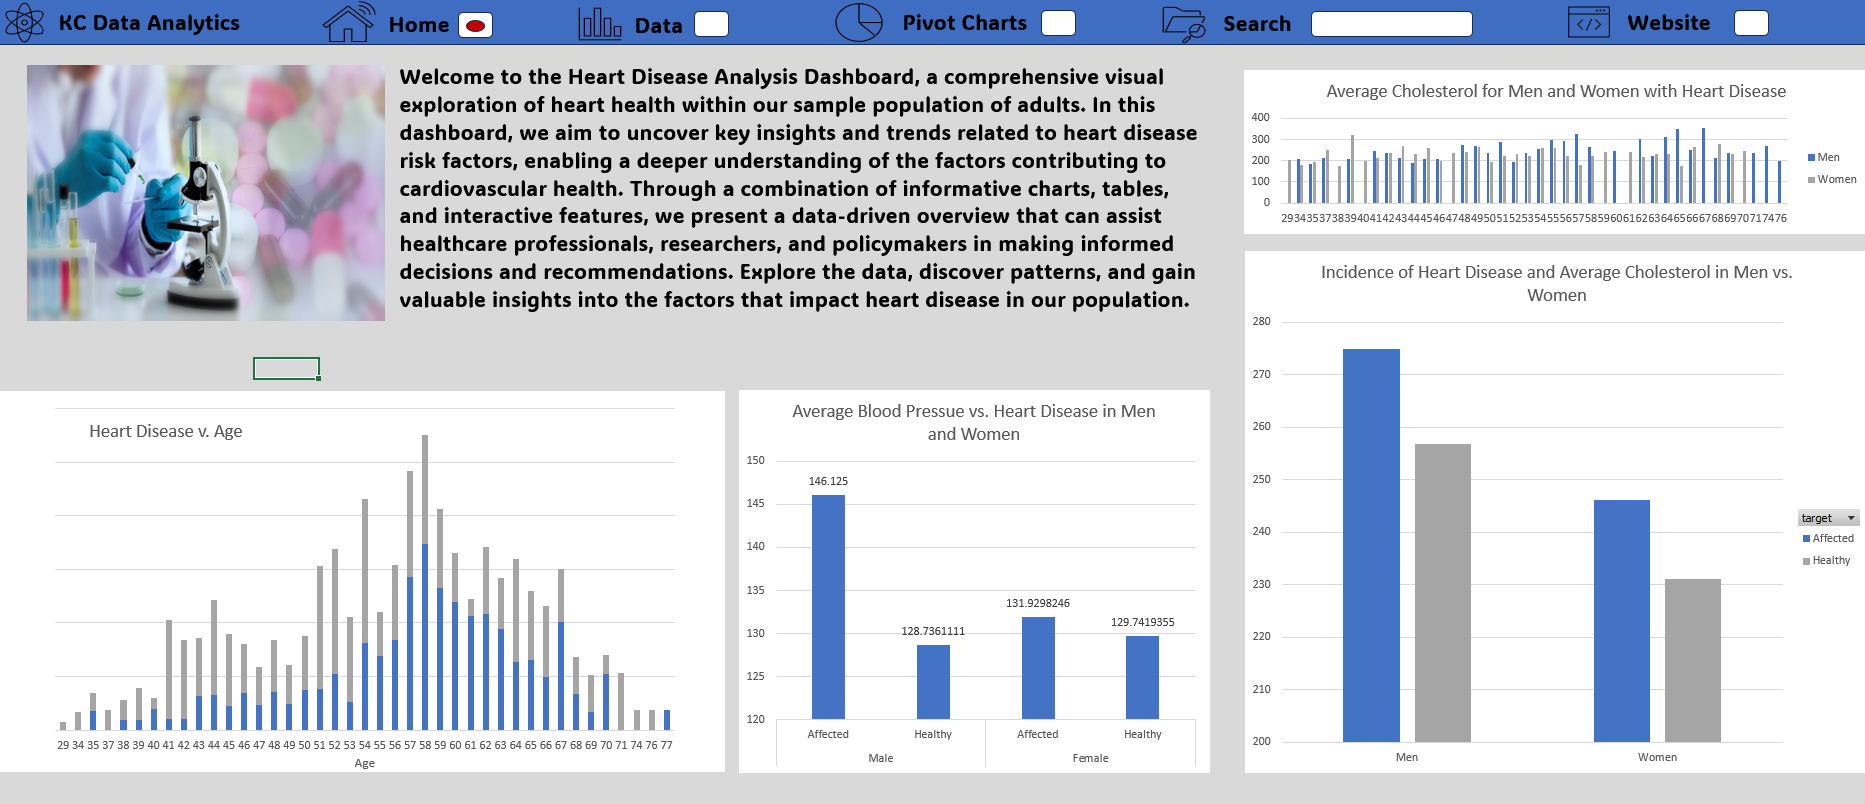 KC Data Analytics
Home
Data
Pivot Charts
Search
Website
Welcome to the Heart Disease Analysis Dashboard, a comprehensive visual
exploration of heart health within our sample population of adults. In this
dashboard, we aim to uncover key insights and trends related to heart disease
risk factors, enabling a deeper understanding of the factors contributing to
cardiovascular health. Through a combination of informative charts, tables,
and interactive features, we present a data-driven overview that can assist
healthcare professionals, researchers, and policymakers in making informed
decisions and recommendations. Explore the data, discover patterns, and gain
valuable insights into the factors that impact heart disease in our population.
Average Cholesterol for Men and Women with Heart Disease
400
300
200
100
0
29343537383940414243444546474849505152535455565758596061626364656667686970717476
Men
Women
Incidence of Heart Disease and Average Cholesterol in Men vs.
Women
280
270
260
250
240
230
220
210
200
Men
Women
target
Affected
Healthy
Heart Disease v. Age
29 34 35 37 38 39 40 41 42 43 44 45 46 47 48 49 50 51 52 53 54 55 56 57 58 59 60 61 62 63 64 65 66 67 68 69 70 71 74 76 77
Age
Average Blood Pressue vs. Heart Disease in Men
and Women
150
145
140
135
130
125
120
146.125
128.7361111
131.9298246
129.7419355
Affected
Healthy
Affected
Healthy
Male
Female